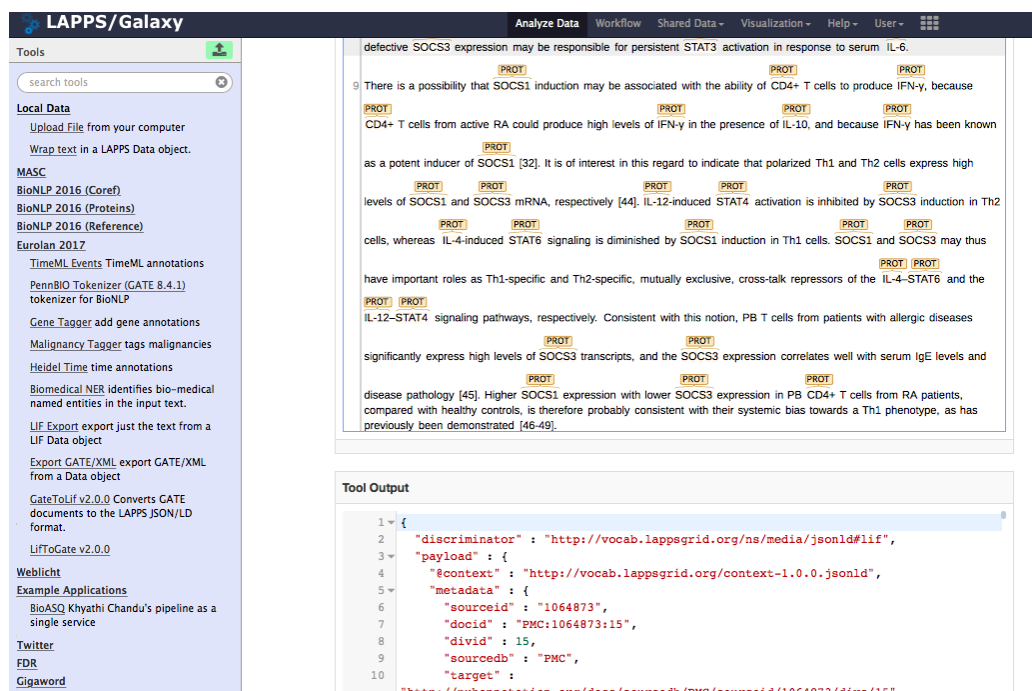 LAPPS/Galaxy
Analyze Data Workflow Shared Data Visualization Help User
Tools
search tools
Local Data
Upload File from your computer
Wrap text in a LAPPS Data object.
MASC
BioNLP 2016 (Coref)
BioNLP 2016 (Proteins)
BioNLP 2016 (Reference)
Eurolan 2017
TimeML Events TimeML annotations
PennBIO Tokenizer (GATE 8.4.1)
tokenizer for BioNLP
Gene Tagger add gene annotations
Malignancy Tagger tags malignancies
Heidel Time time annotations
Biomedical NER identifies bio-medical
named entities in the input text.
LIF Export export just the text from a
LIF Data object
Export GATE/XML export GATE/XML
from a Data object
GateToLif v2.0.0 Converts GATE
documents to the LAPPS JSON/LD
format.
LifToGate v2.0.0
Weblicht
Example Applications
BioASQ Khyathi Chandu's pipeline as a
single service
Twitter
FDR
Gigaword
defective SOCS3 expression may be responsible for persistent STAT3 activation in response to serum IL-6.
PROT PROT PROT
9 There is a possibility that SOCS1 induction may be associated with the ability of CD4+ T cells to produce IFN-γ, because
PROT PROT PROT PROT
CD4+ T cells from active RA could produce high levels of IFN-γ in the presence of IL-10, and because IFN-γ has been known
PROT
as a potent inducer of SOCS1 [32]. It is of interest in this regard to indicate that polarized Th1 and Th2 cells express high
PROT PROT PROT PROT PROT
levels of SOCS1 and SOCS3 mRNA, respectively [44]. IL-12-induced STAT4 activation is inhibited by SOCS3 induction in Th2
PROT PROT PROT PROT PROT
cells, whereas IL-4-induced STAT6 signaling is diminished by SOCS1 induction in Th1 cells. SOCS1 and SOCS3 may thus
PROT PROT
have important roles as Th1-specific and Th2-specific, mutually exclusive, cross-talk repressors of the IL-4–STAT6 and the
PROT PROT
IL-12–STAT4 signaling pathways, respectively. Consistent with this notion, PB T cells from patients with allergic diseases
PROT PROT
significantly express high levels of SOCS3 transcripts, and the SOCS3 expression correlates well with serum IgE levels and
PROT PROT PROT
disease pathology [45]. Higher SOCS1 expression with lower SOCS3 expression in PB CD4+ T cells from RA patients,
compared with healthy controls, is therefore probably consistent with their systemic bias towards a Th1 phenotype, as has
previously been demonstrated [46-49].
Tool Output
1 {
2 "discriminator" : "http://vocab.lappsgrid.org/ns/media/jsonld#lif",
3 "payload" : {
4 "@context" : "http://vocab.lappsgrid.org/context-1.0.0.jsonld",
5 "metadata" : {
6 "sourceid" : "1064873",
7 "docid" : "PMC:1064873:15",
8 "divid" : 15,
9 "sourcedb" : "PMC",
10 "target" :